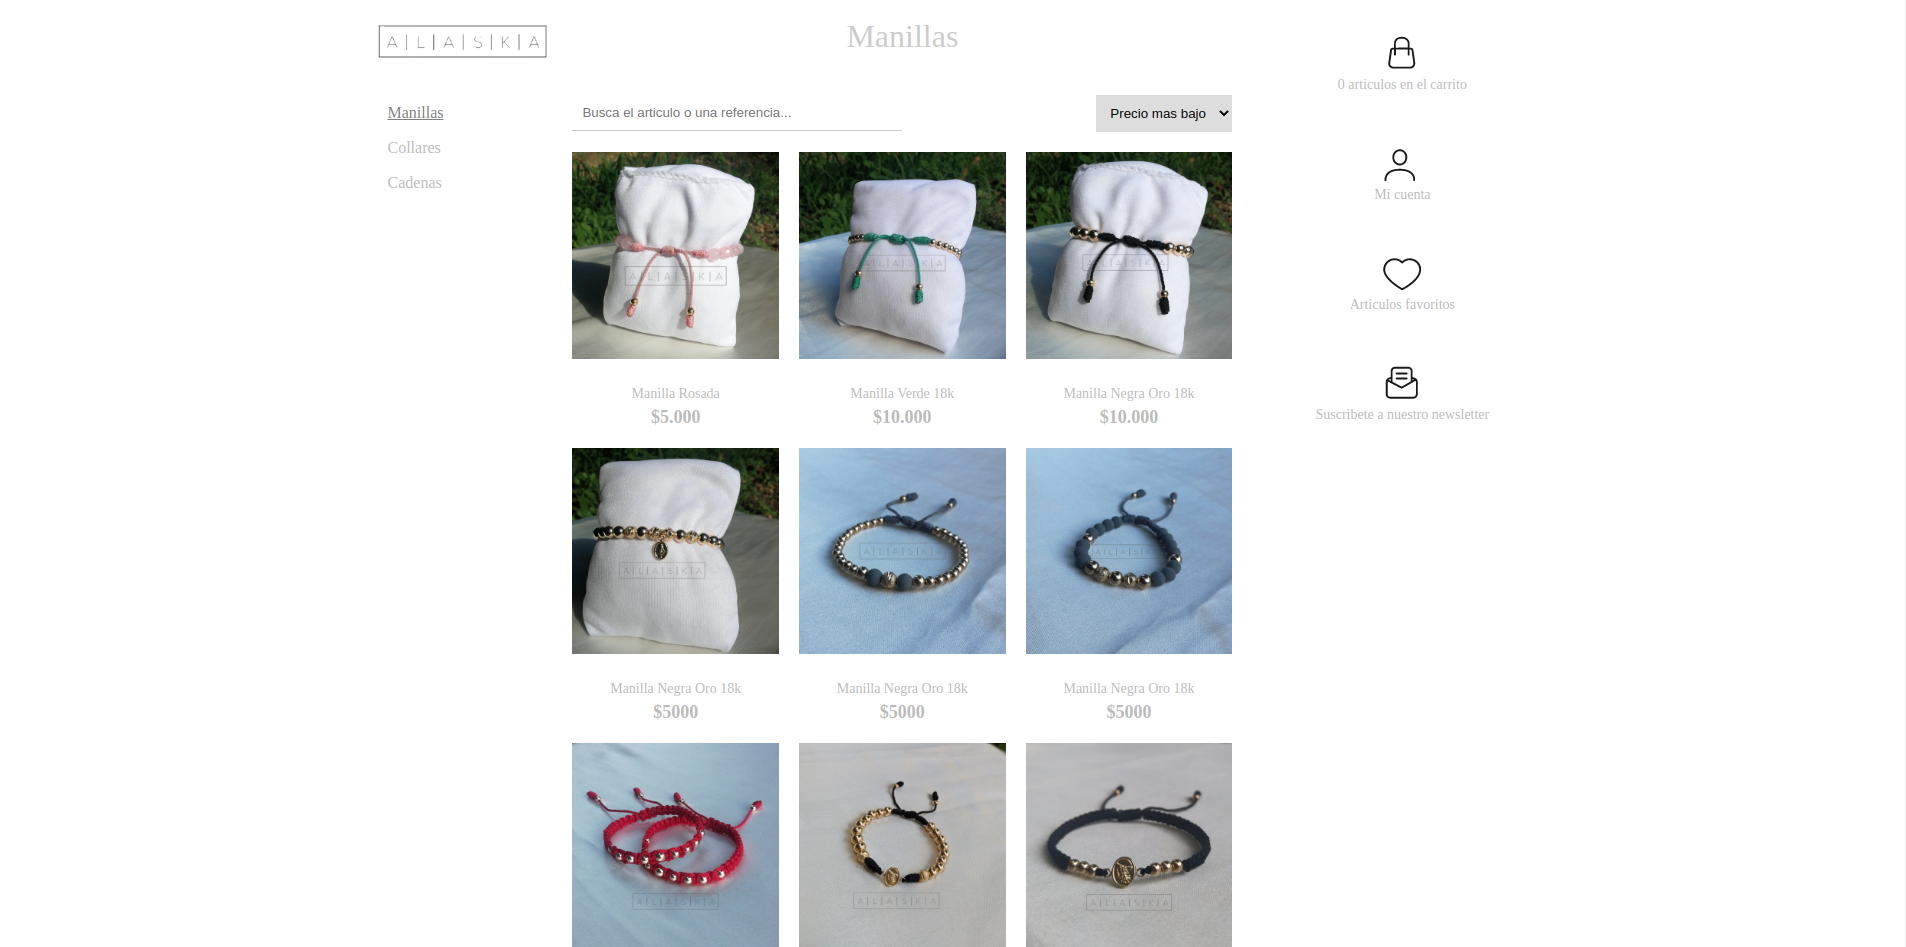 A|L|A|S|K|A
Manillas
0 articulos en el carrito
Manillas
Collares
Cadenas
Busca el articulo o una referencia...
Precio mas bajo
Mi cuenta
Articulos favoritos
Suscribete a nuestro newsletter
A|L|A|S|K|A
A|L|A|S|K|A
A|L|A|S|K|A
Manilla Rosada
$5.000
Manilla Verde 18k
$10.000
Manilla Negra Oro 18k
$10.000
A|L|A|S|K|A
A|L|A|S|K|A
A|L|A|S|K|A
Manilla Negra Oro 18k
$5000
Manilla Negra Oro 18k
$5000
Manilla Negra Oro 18k
$5000
A|L|A|S|K|A
A|L|A|S|K|A
A|L|A|S|K|A